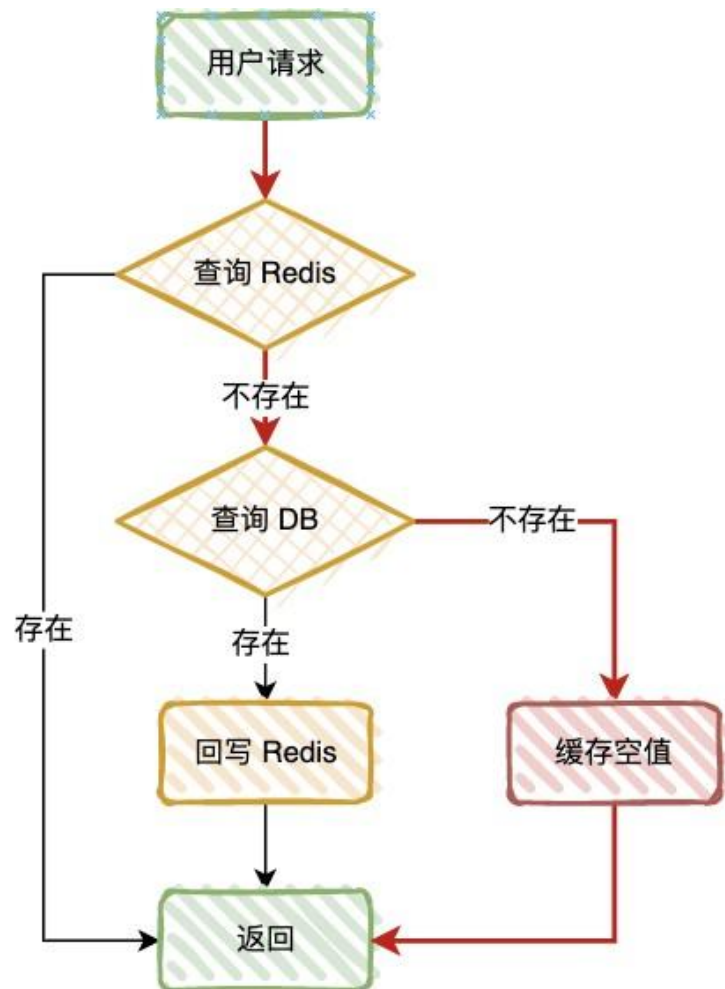 用户请求
查询 Redis
不存在
查询 DB
不存在
存在
存在
回写 Redis
缓存空值
返回